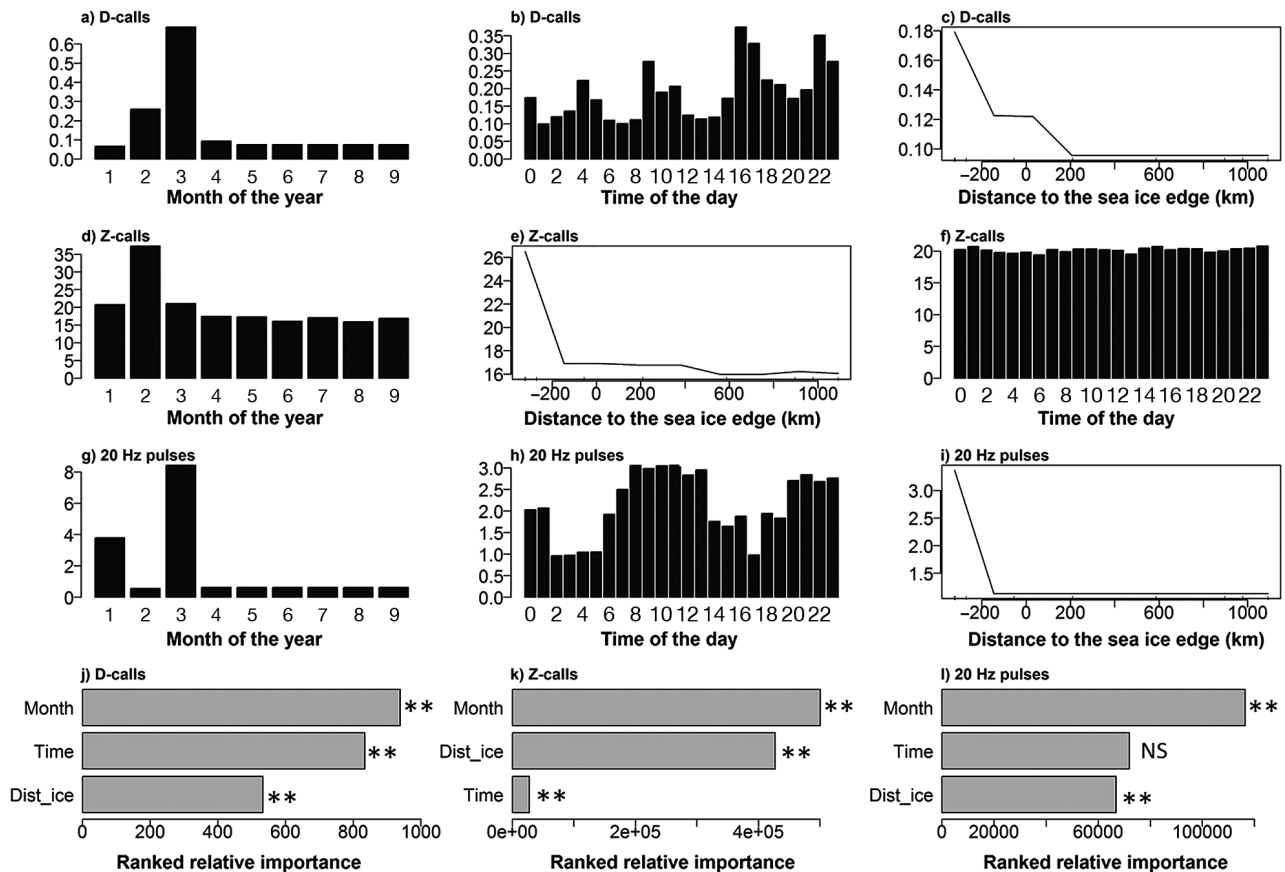 a) D-calls
0.6
0.5
0.4
0.3
0.2
0.1
0.0
1 2 3 4 5 6 7 8 9
Month of the year
b) D-calls
0.35
0.30
0.25
0.20
0.15
0.10
0.05
0.00
0 2 4 6 8 10 12 14 16 18 20 22
Time of the day
c) D-calls
0.18
0.16
0.14
0.12
0.10
−200 0 200 600 1000
Distance to the sea ice edge (km)
d) Z-calls
35
30
25
20
15
10
5
0
1 2 3 4 5 6 7 8 9
Month of the year
e) Z-calls
26
24
22
20
18
16
−200 0 200 600 1000
Distance to the sea ice edge (km)
f) Z-calls
20
15
10
5
0
0 2 4 6 8 10 12 14 16 18 20 22
Time of the day
g) 20 Hz pulses
8
6
4
2
0
1 2 3 4 5 6 7 8 9
Month of the year
h) 20 Hz pulses
3.0
2.5
2.0
1.5
1.0
0.5
0.0
0 2 4 6 8 10 12 14 16 18 20 22
Time of the day
i) 20 Hz pulses
3.0
2.5
2.0
1.5
−200 0 200 600 1000
Distance to the sea ice edge (km)
j) D-calls
Month **
Time **
Dist_ice **
0 200 400 600 800 1000
Ranked relative importance
k) Z-calls
Month **
Dist_ice **
Time **
0e+00 2e+05 4e+05
Ranked relative importance
l) 20 Hz pulses
Month **
Time NS
Dist_ice **
0 20000 60000 100000
Ranked relative importance